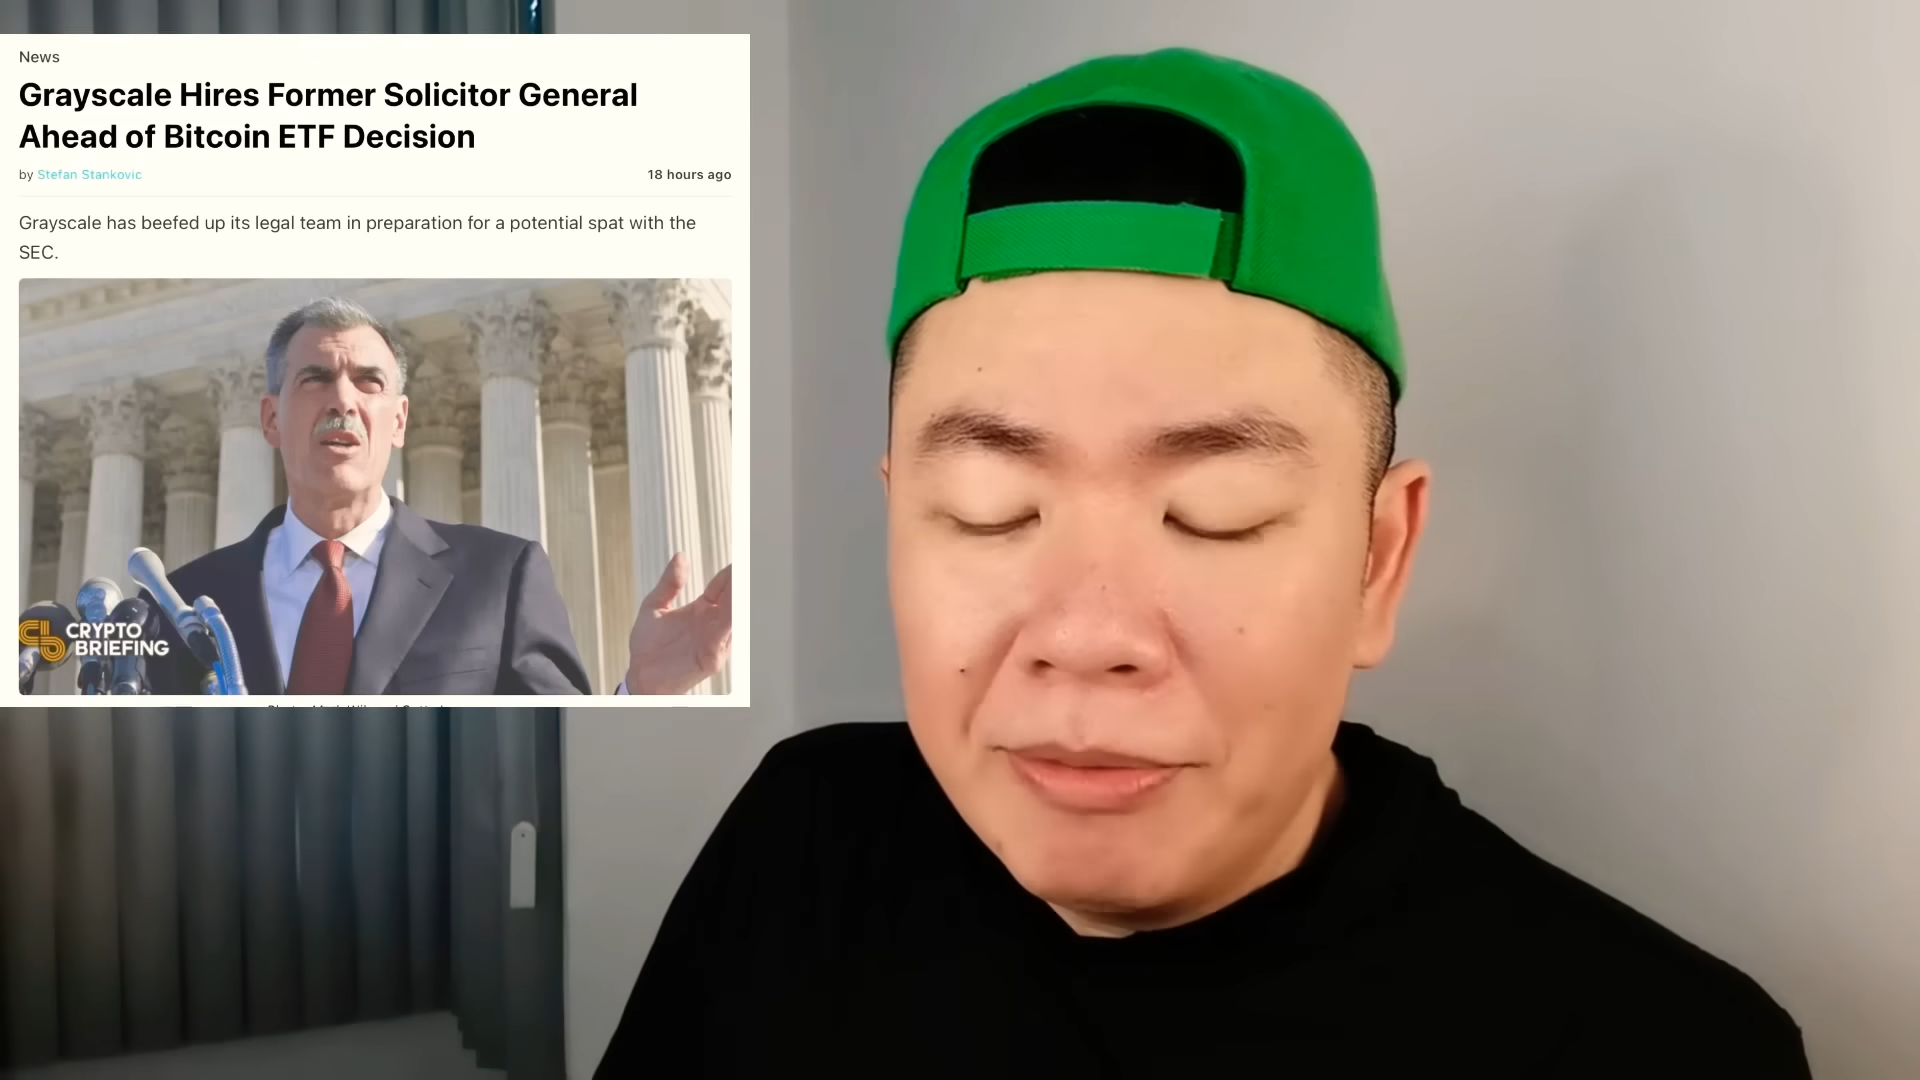 News
Grayscale Hires Former Solicitor General
Ahead of Bitcoin ETF Decision
by Stefan Stankovic
18 hours ago
Grayscale has beefed up its legal team in preparation for a potential spat with the
SEC.
CRYPTO
BRIEFING